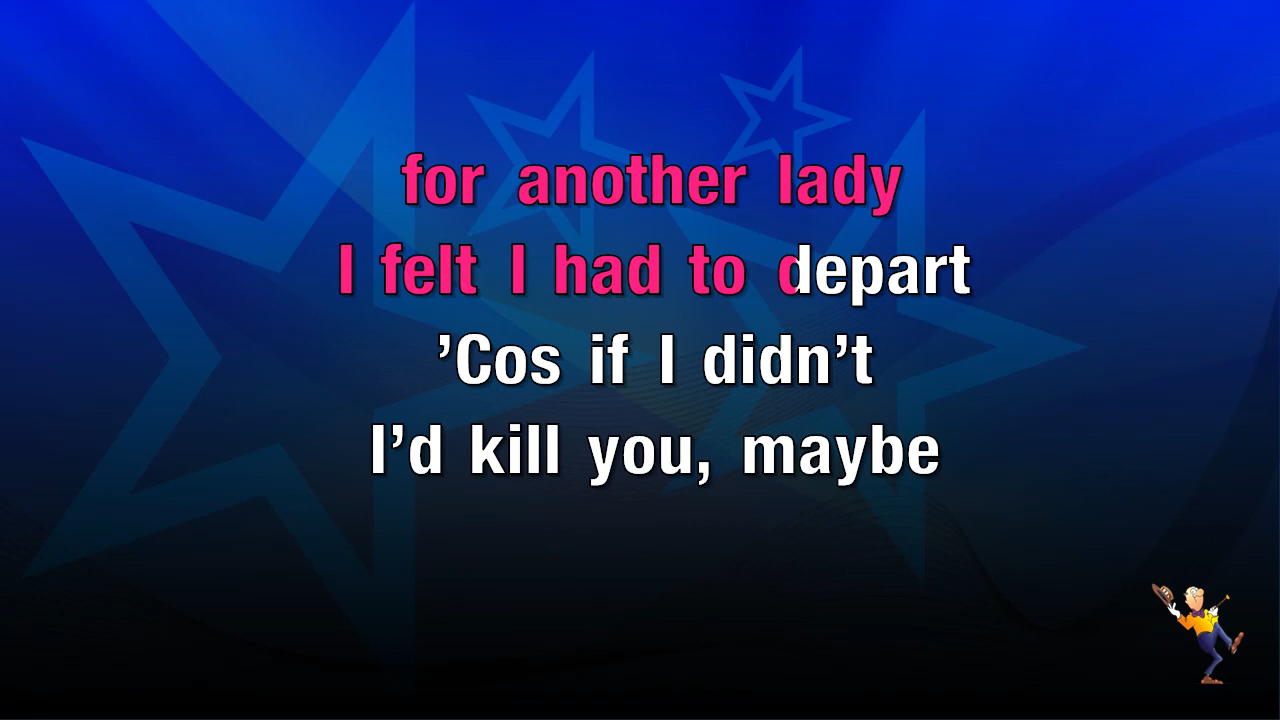 for another lady
I felt I had to depart
’Cos if I didn’t
I’d kill you, maybe